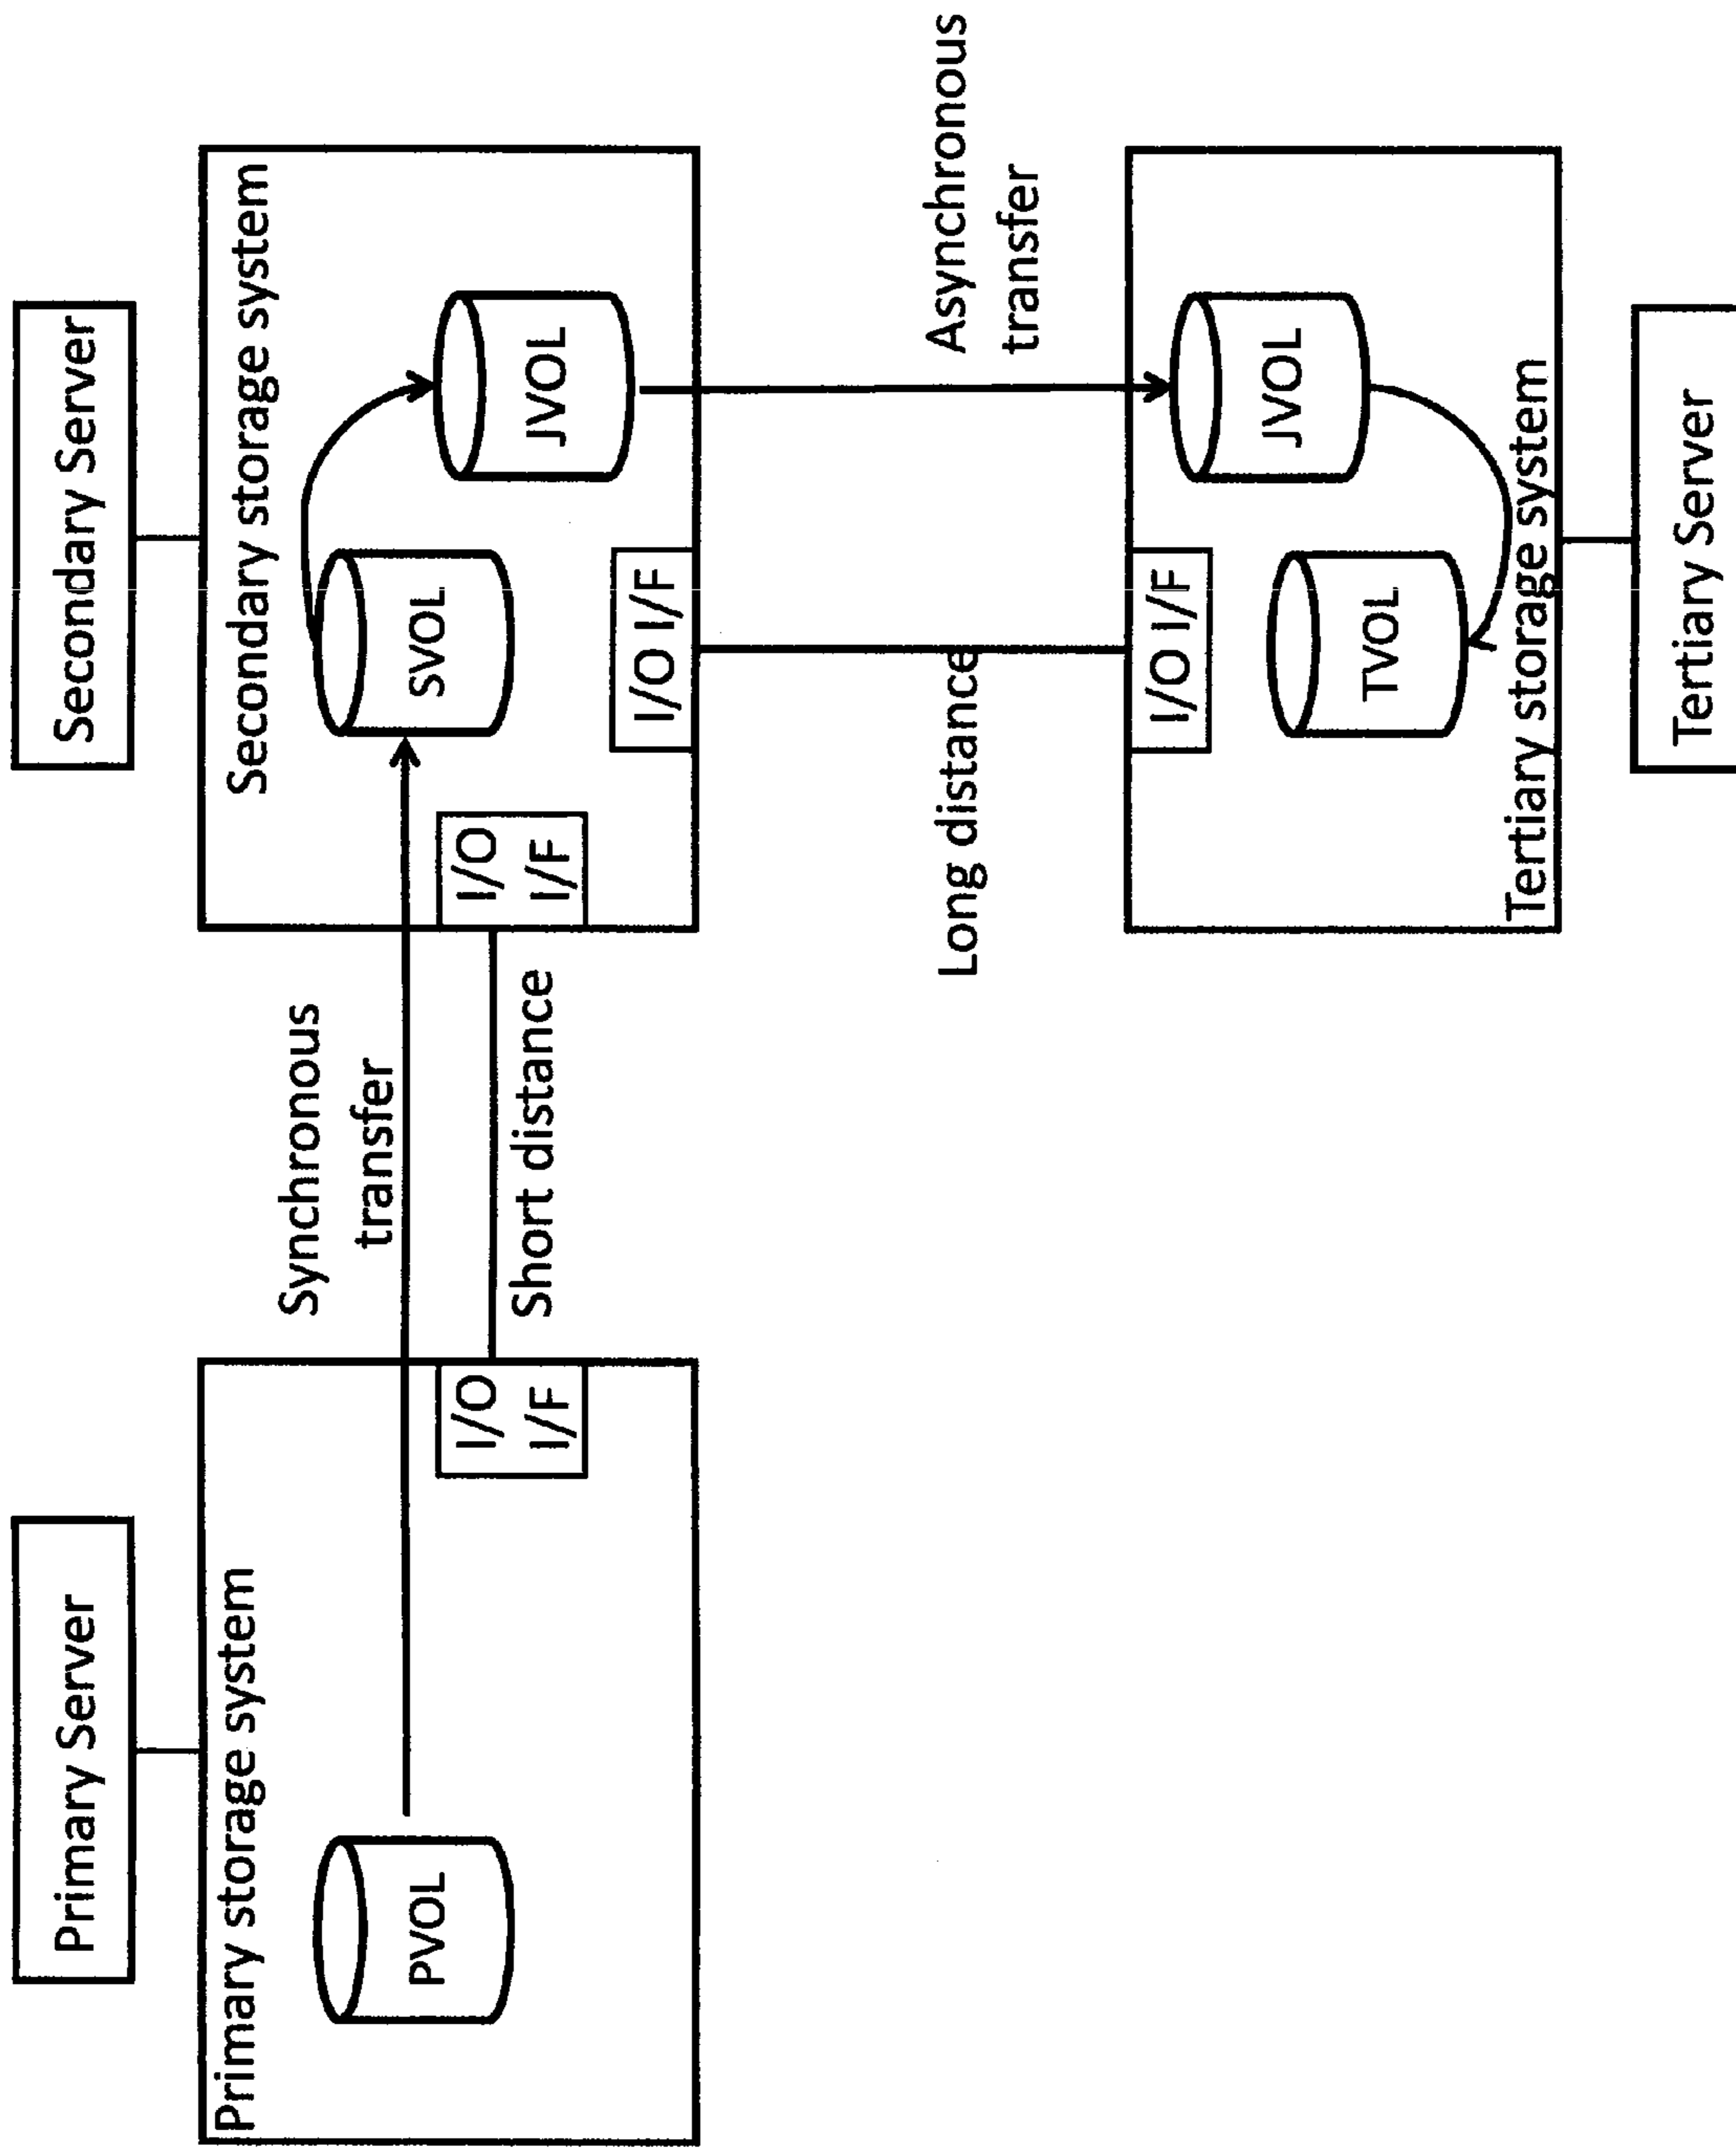 Primary Server
Primary storage system
PVOL
I/O
I/F
Synchronous
transfer
Short distance
Secondary Server
Secondary storage system
SVOL
JVOL
I/O
I/F
I/O I/F
Long distance
Asynchronous
transfer
I/O I/F
JVOL
TVOL
Tertiary storage system
Tertiary Server